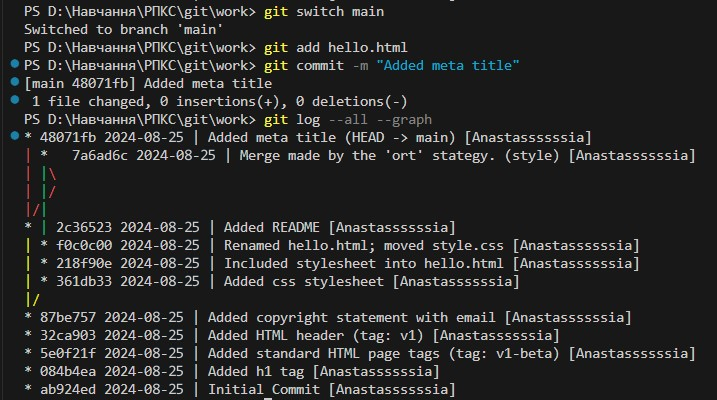 PS D:\Навчання\РПКС\git\work> git switch main
Switched to branch 'main'
PS D:\Навчання\РПКС\git\work> git add hello.html
PS D:\Навчання\РПКС\git\work> git commit -m "Added meta title"
[main 48071fb] Added meta title
 1 file changed, 0 insertions(+), 0 deletions(-)
PS D:\Навчання\РПКС\git\work> git log --all --graph
* 48071fb 2024-08-25 | Added meta title (HEAD -> main) [Anastassssssia]
| *   7a6ad6c 2024-08-25 | Merge made by the 'ort' stategy. (style) [Anastassssssia]
| |\
| |/
|/|
* | 2c36523 2024-08-25 | Added README [Anastassssssia]
| * f0c0c00 2024-08-25 | Renamed hello.html; moved style.css [Anastassssssia]
| * 218f90e 2024-08-25 | Included stylesheet into hello.html [Anastassssssia]
| * 361db33 2024-08-25 | Added css stylesheet [Anastassssssia]
|/
* 87be757 2024-08-25 | Added copyright statement with email [Anastassssssia]
* 32ca903 2024-08-25 | Added HTML header (tag: v1) [Anastassssssia]
* 5e0f21f 2024-08-25 | Added standard HTML page tags (tag: v1-beta) [Anastassssssia]
* 084b4ea 2024-08-25 | Added h1 tag [Anastassssssia]
* ab924ed 2024-08-25 | Initial Commit [Anastassssssia]